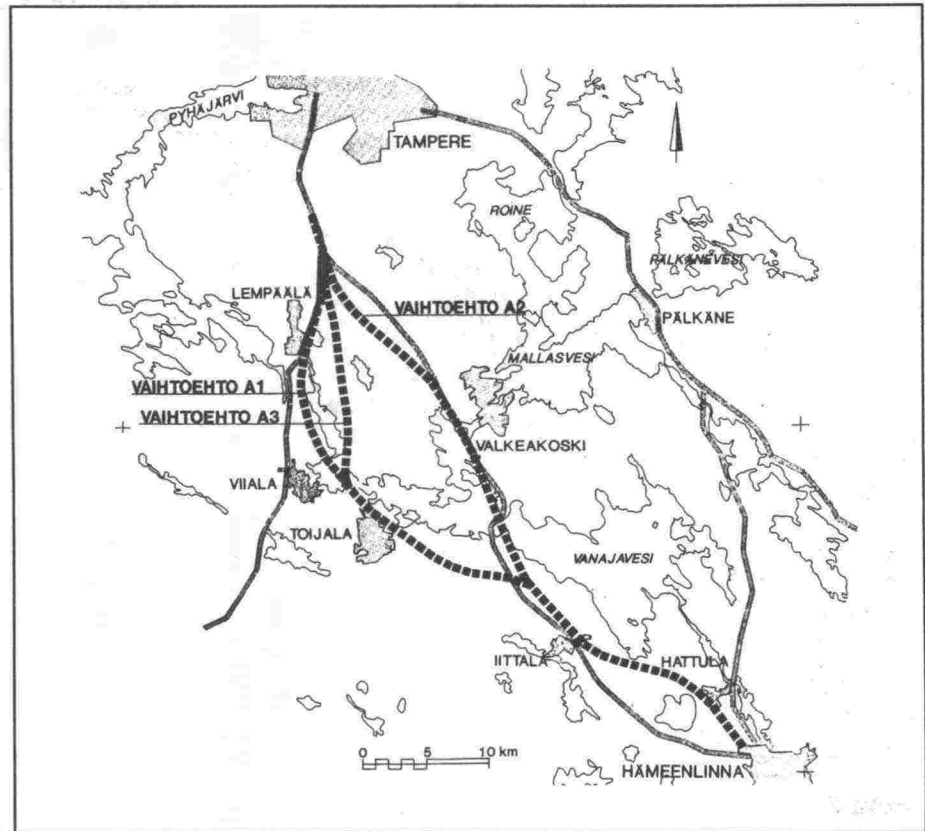 PYHÄJÄRVI
TAMPERE
ROINE
PÄLKÄNEVESI
LEMPÄÄLÄ
VAIHTOEHTO A2
PÄLKÄNE
MALLASVESI
VAIHTOEHTO A1
VAIHTOEHTO A3
VALKEAKOSKI
VIIALA
TOIJALA
VANAJAVESI
IITTALA
HATTULA
0 5 10 km
HÄMEENLINNA